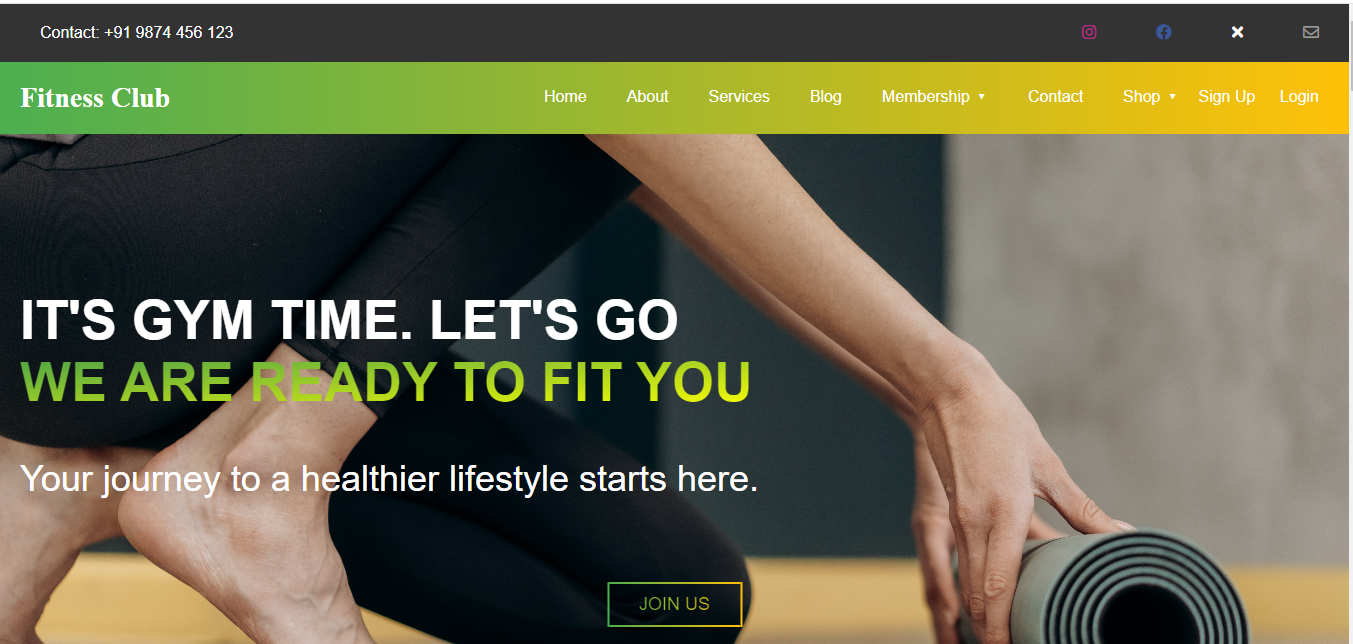 Contact: +91 9874 456 123
Fitness Club Home About Services Blog Membership ▼ Contact Shop ▼ Sign Up Login
IT'S GYM TIME. LET'S GO
WE ARE READY TO FIT YOU
Your journey to a healthier lifestyle starts here.
JOIN US